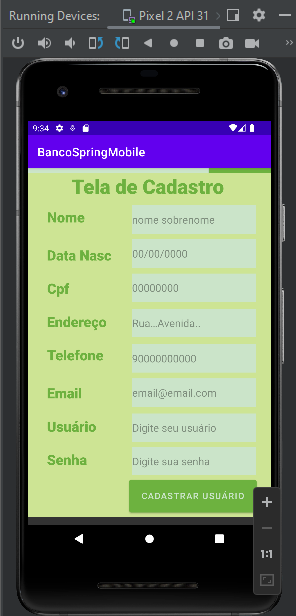 Running Devices: Pixel 2 API 31
9:34
BancoSpringMobile
Tela de Cadastro
Nome nome sobrenome
Data Nasc 00/00/0000
Cpf 00000000
Endereço Rua...Avenida..
Telefone 90000000000
Email email@email.com
Usuário Digite seu usuário
Senha Digite sua senha
CADASTRAR USUÁRIO
1:1